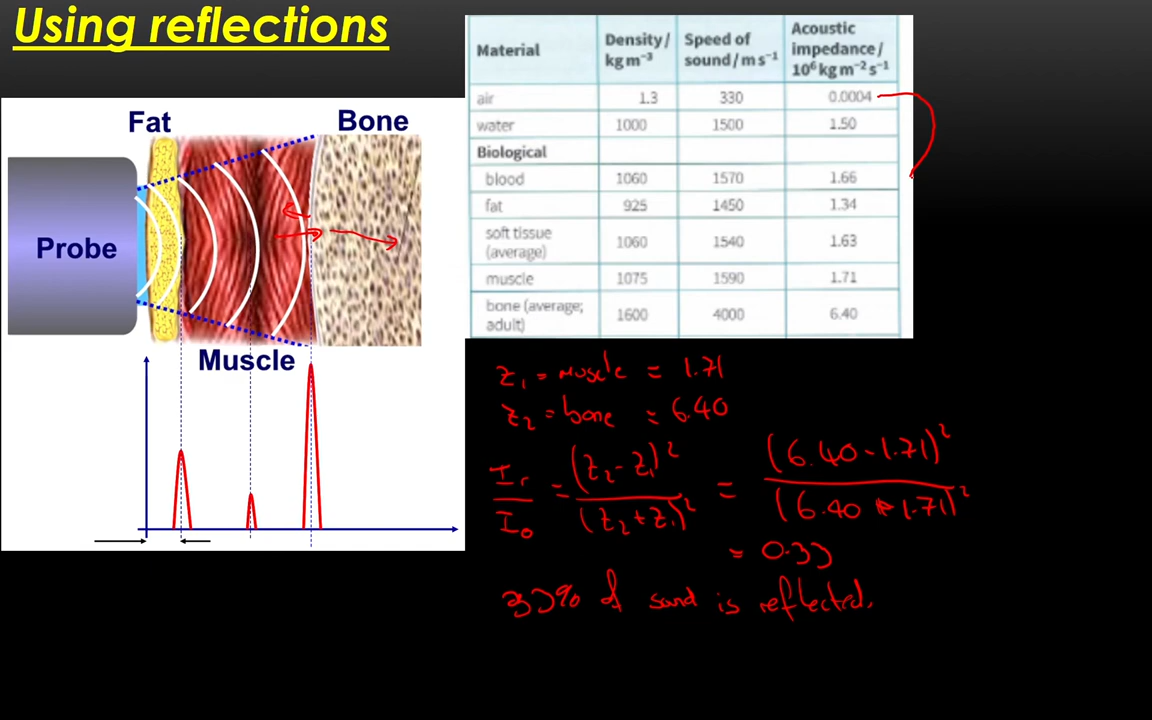 Using reflections
Fat
Bone
Probe
Muscle
Material Density / kg m⁻³ Speed of sound / m s⁻¹ Acoustic impedance / 10⁶ kg m⁻² s⁻¹
air 1.3 330 0.0004
water 1000 1500 1.50
Biological
blood 1060 1570 1.66
fat 925 1450 1.34
soft tissue (average) 1060 1540 1.63
muscle 1075 1590 1.71
bone (average; adult) 1600 4000 6.40
Z₁ = muscle = 1.71
Z₂ = bone = 6.40
Iᵣ/I₀ = (Z₂ - Z₁)²/(Z₂ + Z₁)² = (6.40 - 1.71)²/(6.40 + 1.71)²
= 0.33
33% of sound is reflected.